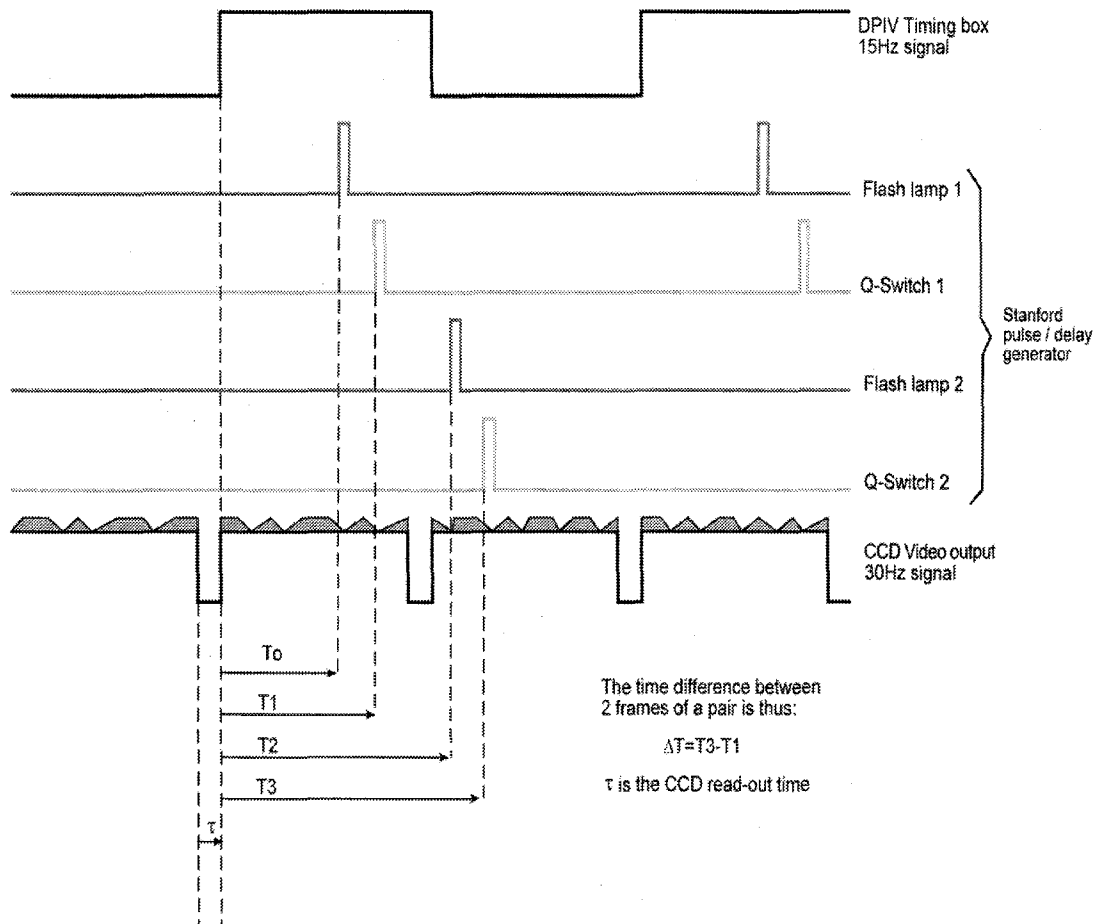 DPIV Timing box
15Hz signal
Flash lamp 1
Q-Switch 1
Stanford
pulse / delay
generator
Flash lamp 2
Q-Switch 2
CCD Video output
30Hz signal
To
T1
T2
T3
τ
The time difference between
2 frames of a pair is thus:
ΔT=T3-T1
τ is the CCD read-out time